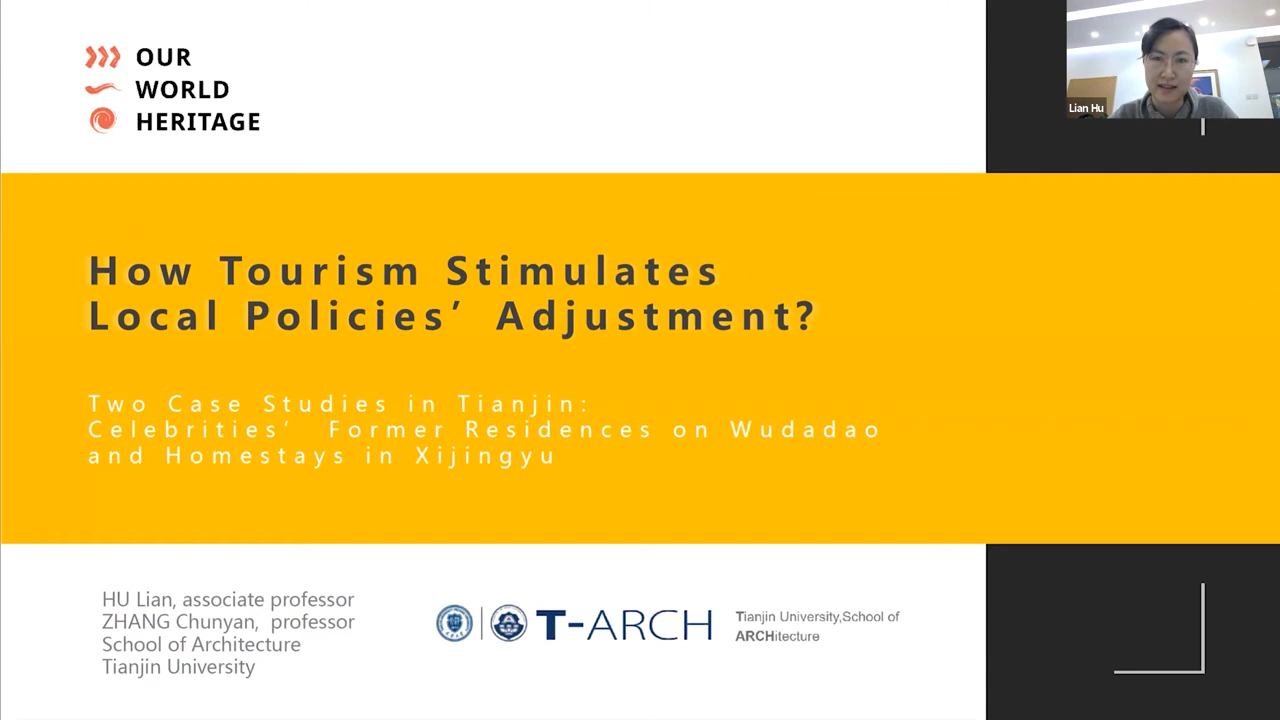 OUR
WORLD
HERITAGE
Lian Hu
How Tourism Stimulates
Local Policies’ Adjustment?
Two Case Studies in Tianjin:
Celebrities’ Former Residences on Wudadao
and Homestays in Xijingyu
HU Lian, associate professor
ZHANG Chunyan, professor
School of Architecture
Tianjin University
T-ARCH
Tianjin University,School of
ARCHitecture